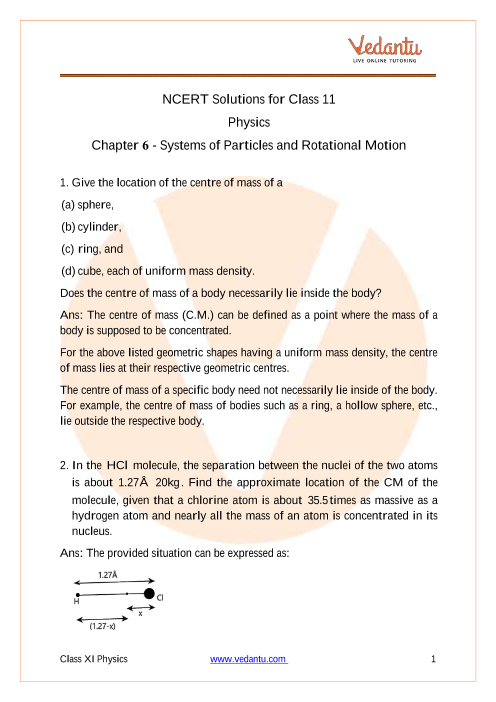 Vedantu
LIVE ONLINE TUTORING
NCERT Solutions for Class 11
Physics
Chapter 6 - Systems of Particles and Rotational Motion
1. Give the location of the centre of mass of a
(a) sphere,
(b) cylinder,
(c) ring, and
(d) cube, each of uniform mass density.
Does the centre of mass of a body necessarily lie inside the body?
Ans: The centre of mass (C.M.) can be defined as a point where the mass of a
body is supposed to be concentrated.
For the above listed geometric shapes having a uniform mass density, the centre
of mass lies at their respective geometric centres.
The centre of mass of a specific body need not necessarily lie inside of the body.
For example, the centre of mass of bodies such as a ring, a hollow sphere, etc.,
lie outside the respective body.
2. In the HCl molecule, the separation between the nuclei of the two atoms
is about 1.27Å 20kg. Find the approximate location of the CM of the
molecule, given that a chlorine atom is about 35.5 times as massive as a
hydrogen atom and nearly all the mass of an atom is concentrated in its
nucleus.
Ans: The provided situation can be expressed as:
1.27Å
H
Cl
x
(1.27-x)
Class XI Physics www.vedantu.com 1